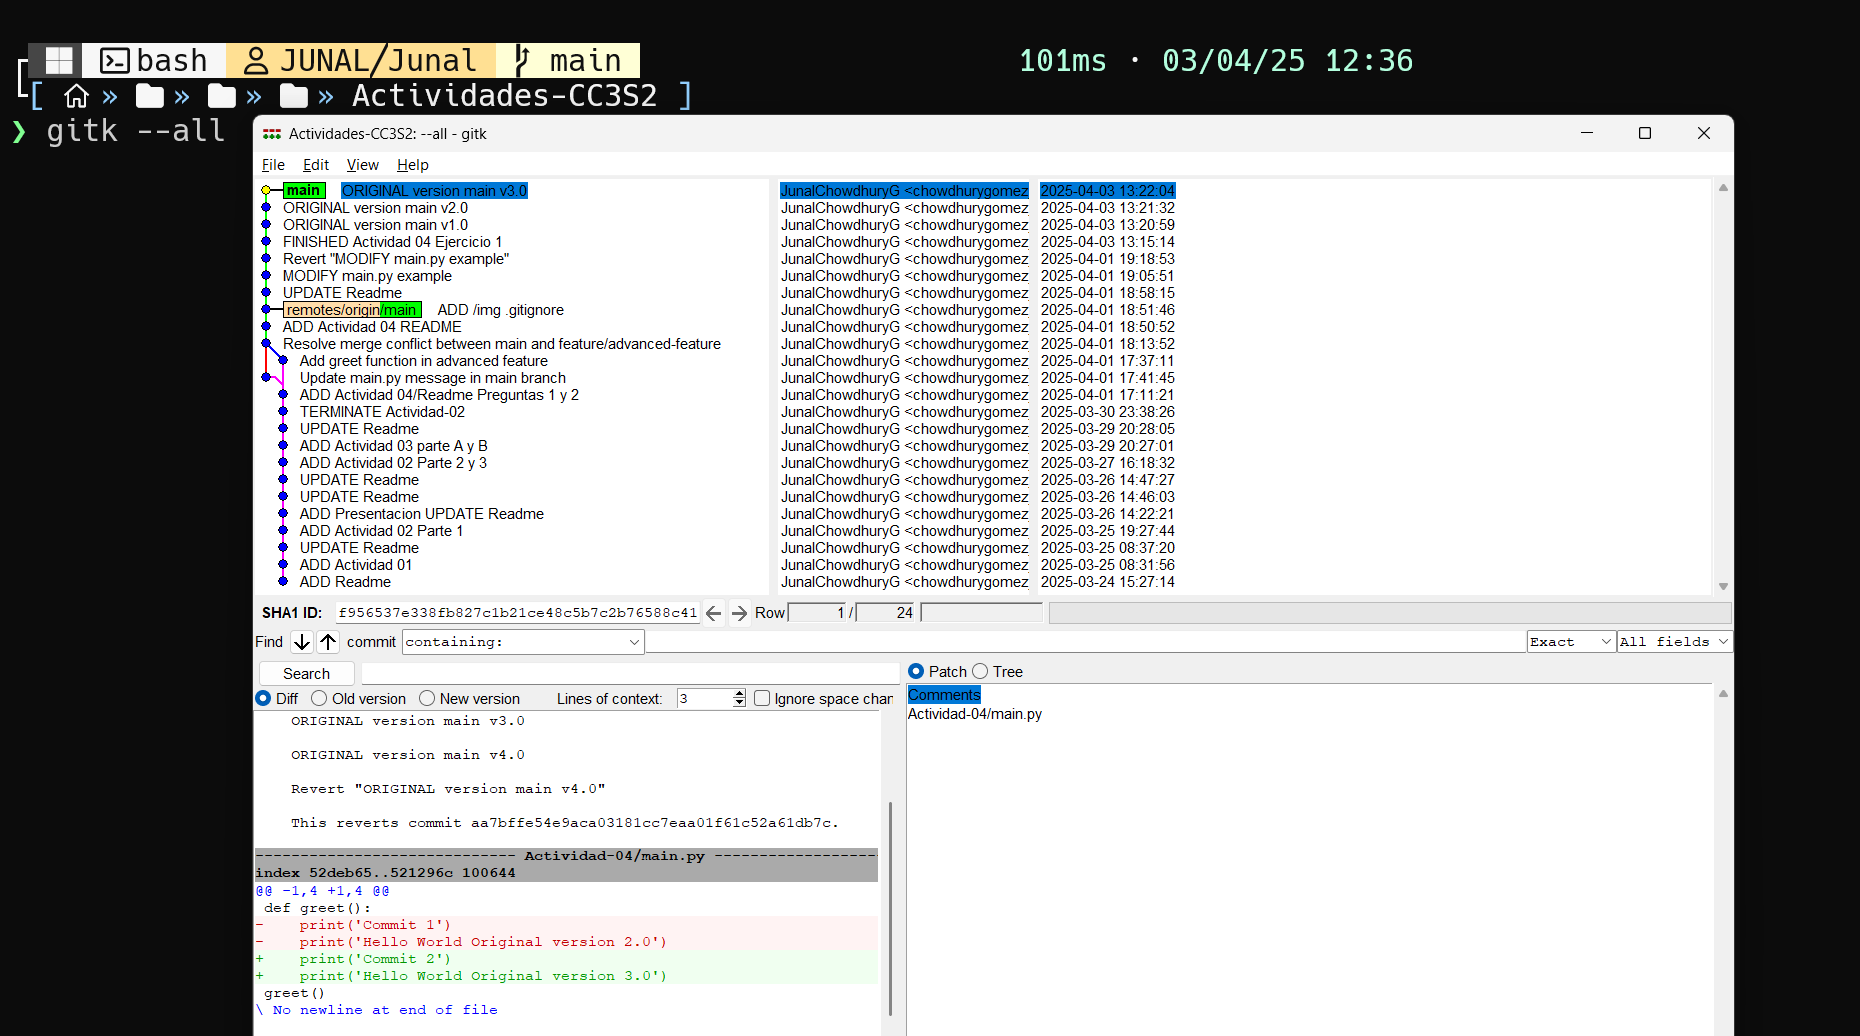 bash JUNAL/Junal main 101ms · 03/04/25 12:36
[ » » » » Actividades-CC3S2 ]
❯ gitk --all
Actividades-CC3S2: --all - gitk
File Edit View Help
main ORIGINAL version main v3.0 JunalChowdhuryG <chowdhurygomez 2025-04-03 13:22:04
ORIGINAL version main v2.0 JunalChowdhuryG <chowdhurygomez 2025-04-03 13:21:32
ORIGINAL version main v1.0 JunalChowdhuryG <chowdhurygomez 2025-04-03 13:20:59
FINISHED Actividad 04 Ejercicio 1 JunalChowdhuryG <chowdhurygomez 2025-04-03 13:15:14
Revert "MODIFY main.py example" JunalChowdhuryG <chowdhurygomez 2025-04-01 19:18:53
MODIFY main.py example JunalChowdhuryG <chowdhurygomez 2025-04-01 19:05:51
UPDATE Readme JunalChowdhuryG <chowdhurygomez 2025-04-01 18:58:15
remotes/origin/main ADD /img .gitignore JunalChowdhuryG <chowdhurygomez 2025-04-01 18:51:46
ADD Actividad 04 README JunalChowdhuryG <chowdhurygomez 2025-04-01 18:50:52
Resolve merge conflict between main and feature/advanced-feature JunalChowdhuryG <chowdhurygomez 2025-04-01 18:13:52
Add greet function in advanced feature JunalChowdhuryG <chowdhurygomez 2025-04-01 17:37:11
Update main.py message in main branch JunalChowdhuryG <chowdhurygomez 2025-04-01 17:41:45
ADD Actividad 04/Readme Preguntas 1 y 2 JunalChowdhuryG <chowdhurygomez 2025-04-01 17:11:21
TERMINATE Actividad-02 JunalChowdhuryG <chowdhurygomez 2025-03-30 23:38:26
UPDATE Readme JunalChowdhuryG <chowdhurygomez 2025-03-29 20:28:05
ADD Actividad 03 parte A y B JunalChowdhuryG <chowdhurygomez 2025-03-29 20:27:01
ADD Actividad 02 Parte 2 y 3 JunalChowdhuryG <chowdhurygomez 2025-03-27 16:18:32
UPDATE Readme JunalChowdhuryG <chowdhurygomez 2025-03-26 14:47:27
UPDATE Readme JunalChowdhuryG <chowdhurygomez 2025-03-26 14:46:03
ADD Presentacion UPDATE Readme JunalChowdhuryG <chowdhurygomez 2025-03-26 14:22:21
ADD Actividad 02 Parte 1 JunalChowdhuryG <chowdhurygomez 2025-03-25 19:27:44
UPDATE Readme JunalChowdhuryG <chowdhurygomez 2025-03-25 08:37:20
ADD Actividad 01 JunalChowdhuryG <chowdhurygomez 2025-03-25 08:31:56
ADD Readme JunalChowdhuryG <chowdhurygomez 2025-03-24 15:27:14
SHA1 ID: f956537e338fb827c1b21ce48c5b7c2b76588c41 Row 1 / 24
Find commit containing: Exact All fields
Search
Patch Tree
Diff Old version New version Lines of context: 3 Ignore space chan
Comments
Actividad-04/main.py
ORIGINAL version main v3.0
ORIGINAL version main v4.0
Revert "ORIGINAL version main v4.0"
This reverts commit aa7bffe54e9aca03181cc7eaa01f61c52a61db7c.
----------------------------- Actividad-04/main.py ------------------
index 52deb65..521296c 100644
@@ -1,4 +1,4 @@
def greet():
-    print('Commit 1')
-    print('Hello World Original version 2.0')
+    print('Commit 2')
+    print('Hello World Original version 3.0')
greet()
\ No newline at end of file